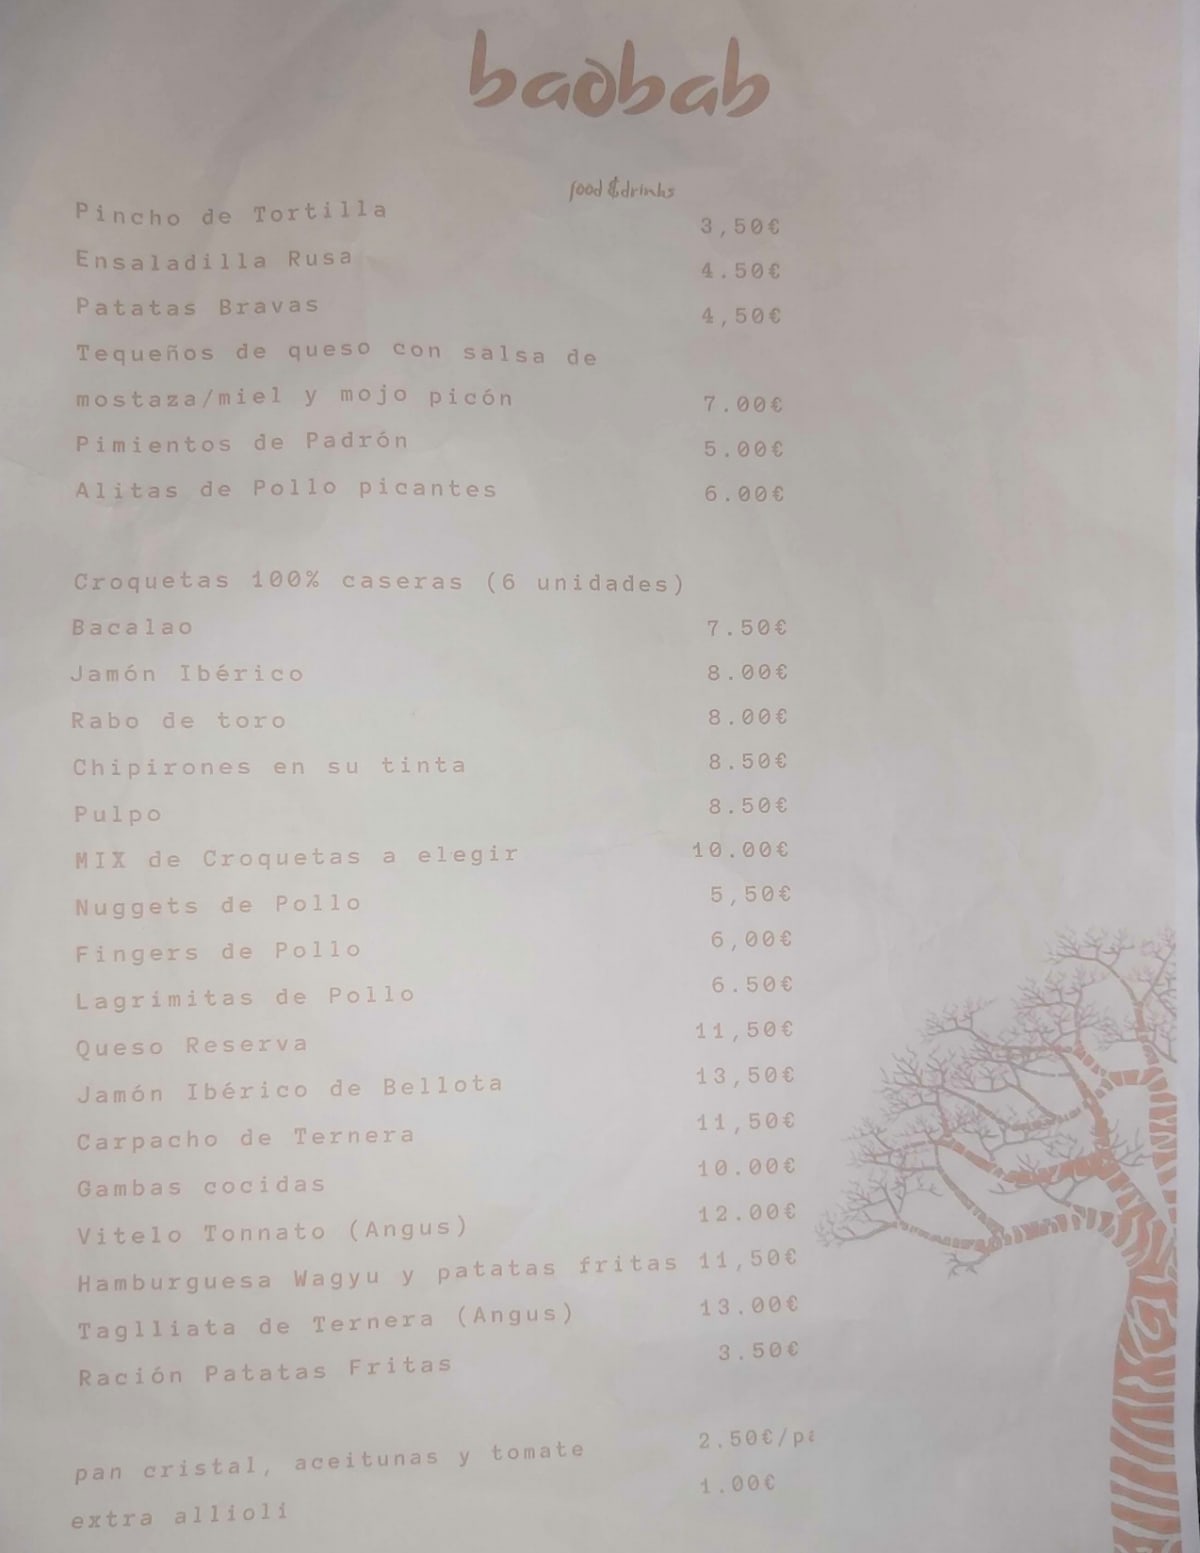 baobab
food & drinks
Pincho de Tortilla 3,50€
Ensaladilla Rusa 4.50€
Patatas Bravas 4,50€
Tequeños de queso con salsa de
mostaza/miel y mojo picón 7.00€
Pimientos de Padrón 5.00€
Alitas de Pollo picantes 6.00€
Croquetas 100% caseras (6 unidades)
Bacalao 7.50€
Jamón Ibérico 8.00€
Rabo de toro 8.00€
Chipirones en su tinta 8.50€
Pulpo 8.50€
MIX de Croquetas a elegir 10.00€
Nuggets de Pollo 5,50€
Fingers de Pollo 6,00€
Lagrimitas de Pollo 6.50€
Queso Reserva 11,50€
Jamón Ibérico de Bellota 13,50€
Carpacho de Ternera 11,50€
Gambas cocidas 10.00€
Vitelo Tonnato (Angus) 12.00€
Hamburguesa Wagyu y patatas fritas 11,50€
Taglliata de Ternera (Angus) 13.00€
Ración Patatas Fritas 3.50€
pan cristal, aceitunas y tomate 2.50€/pa
extra allioli 1.00€